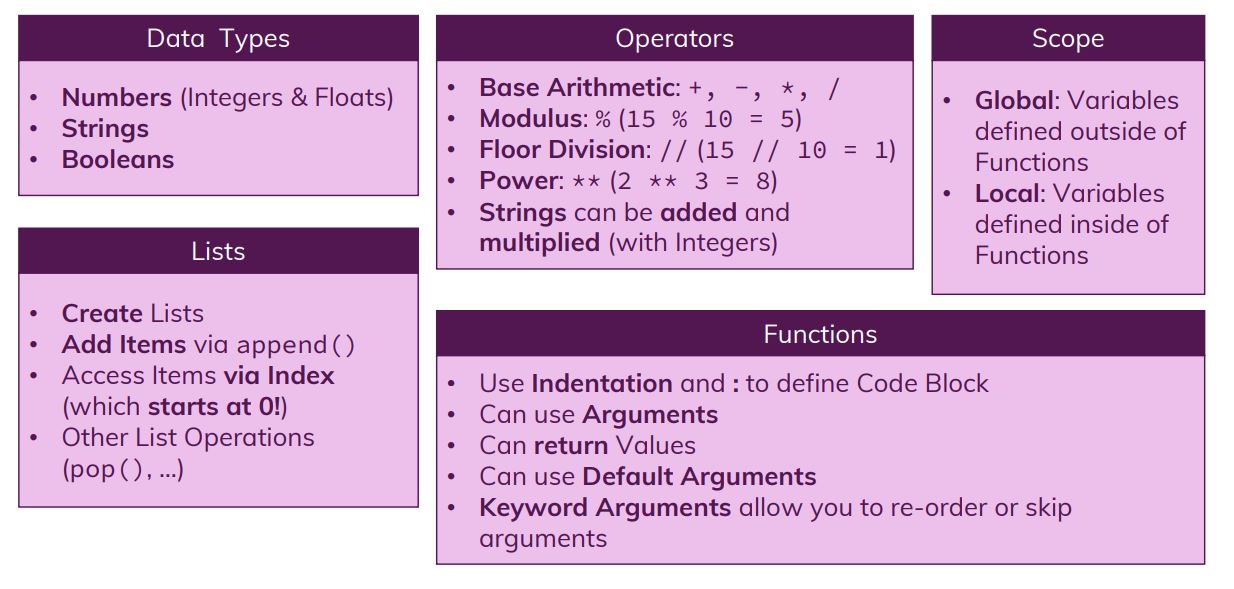 Data Types
• Numbers (Integers & Floats)
• Strings
• Booleans
Lists
• Create Lists
• Add Items via append()
• Access Items via Index
(which starts at 0!)
• Other List Operations
(pop(), …)
Operators
• Base Arithmetic: +, -, *, /
• Modulus: % (15 % 10 = 5)
• Floor Division: // (15 // 10 = 1)
• Power: ** (2 ** 3 = 8)
• Strings can be added and
multiplied (with Integers)
Scope
• Global: Variables
defined outside of
Functions
• Local: Variables
defined inside of
Functions
Functions
• Use Indentation and : to define Code Block
• Can use Arguments
• Can return Values
• Can use Default Arguments
• Keyword Arguments allow you to re-order or skip
arguments